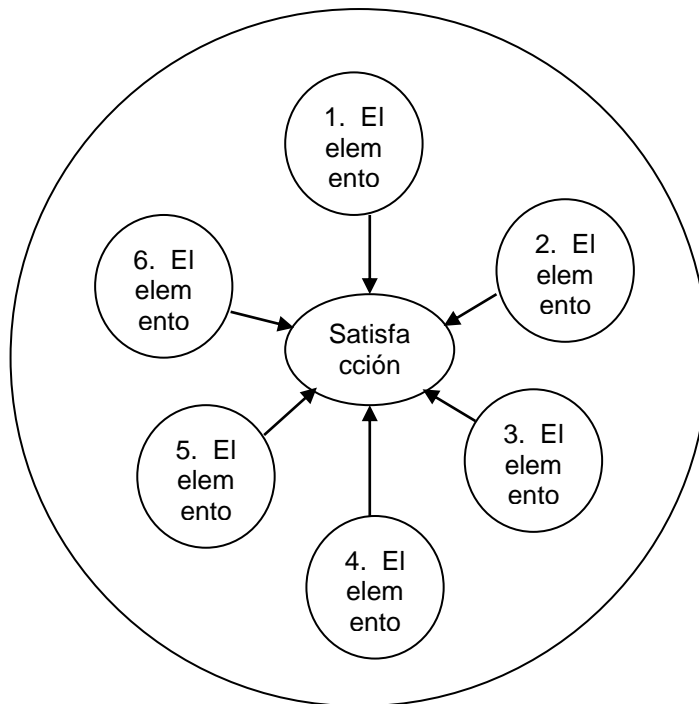 1. El
elem
ento
2. El
elem
ento
6. El
elem
ento
Satisfa
cción
3. El
elem
ento
5. El
elem
ento
4. El
elem
ento